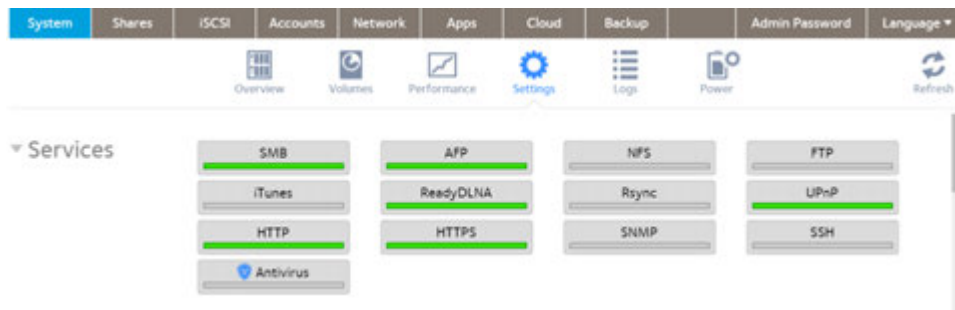 System Shares iSCSI Accounts Network Apps Cloud Backup Admin Password Language
Overview Volumes Performance Settings Logs Power Refresh
Services
SMB AFP NFS FTP
iTunes ReadyDLNA Rsync UPnP
HTTP HTTPS SNMP SSH
Antivirus